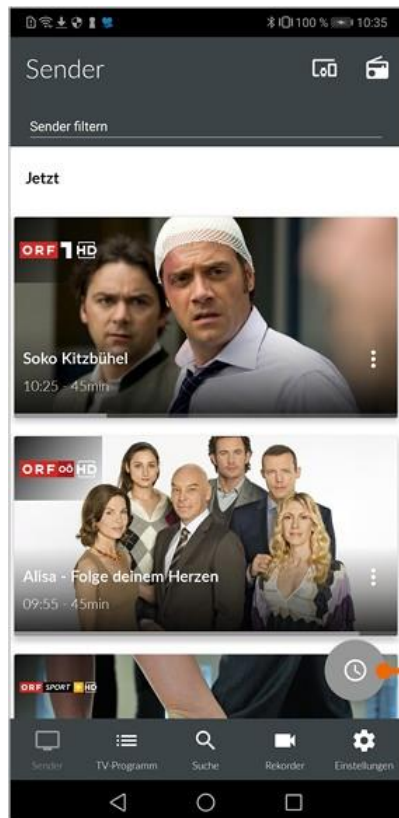 100 % 10:35
Sender
Sender filtern
Jetzt
ORF 1 HD
Soko Kitzbühel
10:25 - 45min
ORF OÖ HD
Alisa - Folge deinem Herzen
09:55 - 45min
ORF SPORT + HD
Sender TV-Programm Suche Rekorder Einstellungen